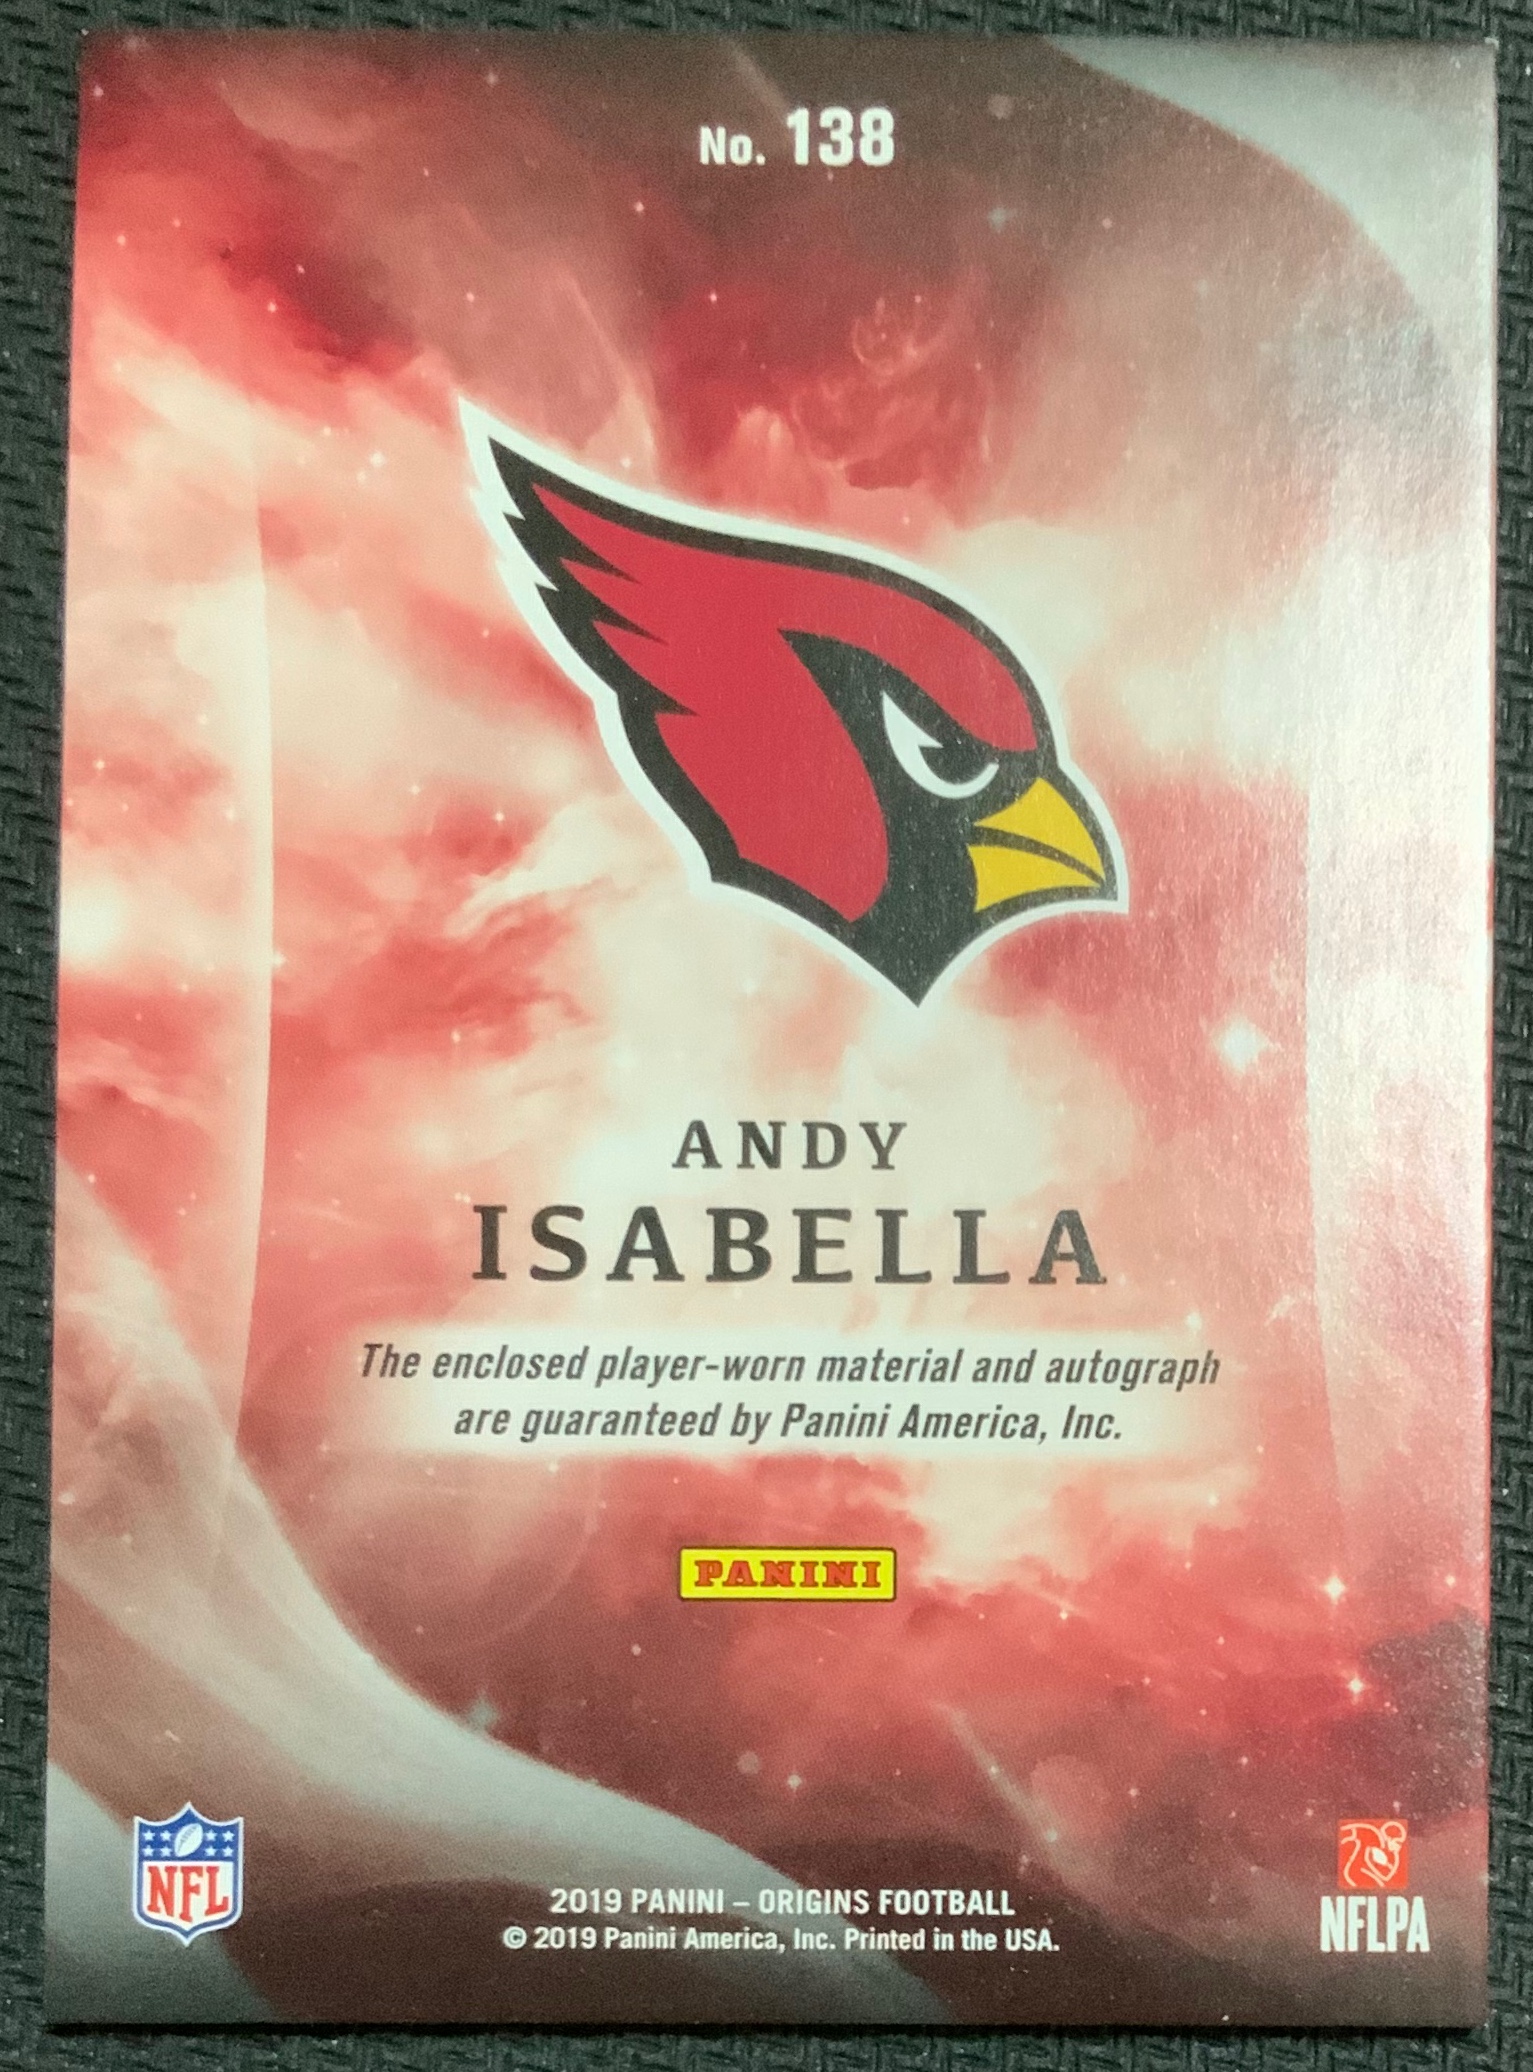 No. 138
ANDY
ISABELLA
The enclosed player-worn material and autograph
are guaranteed by Panini America, Inc.
PANINI
NFL
2019 PANINI – ORIGINS FOOTBALL
© 2019 Panini America, Inc. Printed in the USA.
NFLPA